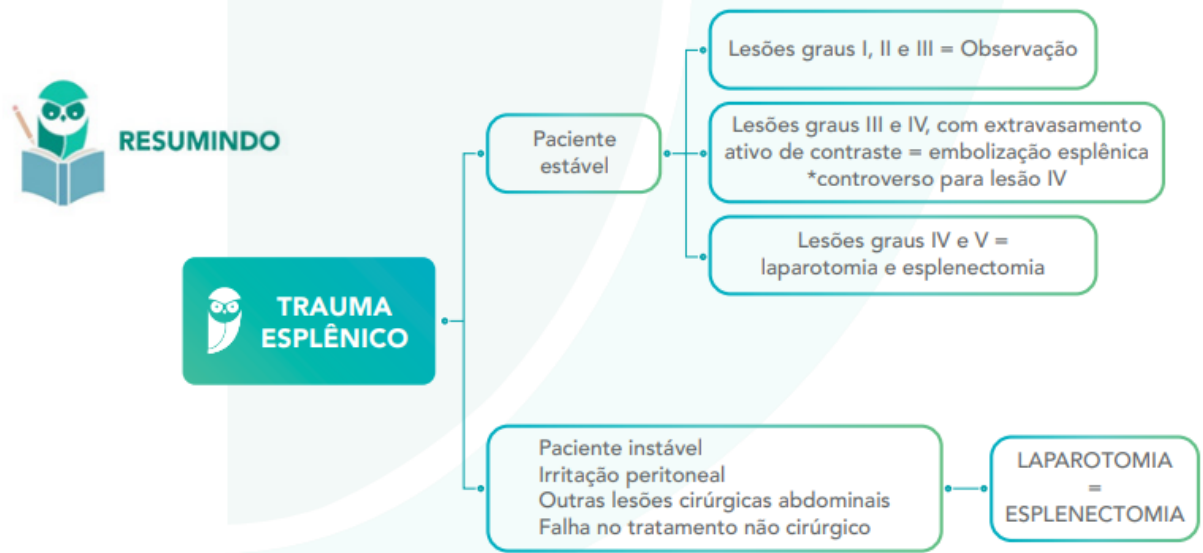 RESUMINDO
TRAUMA
ESPLÊNICO
Paciente
estável
Lesões graus I, II e III = Observação
Lesões graus III e IV, com extravasamento
ativo de contraste = embolização esplênica
*controverso para lesão IV
Lesões graus IV e V =
laparotomia e esplenectomia
Paciente instável
Irritação peritoneal
Outras lesões cirúrgicas abdominais
Falha no tratamento não cirúrgico
LAPAROTOMIA
=
ESPLENECTOMIA